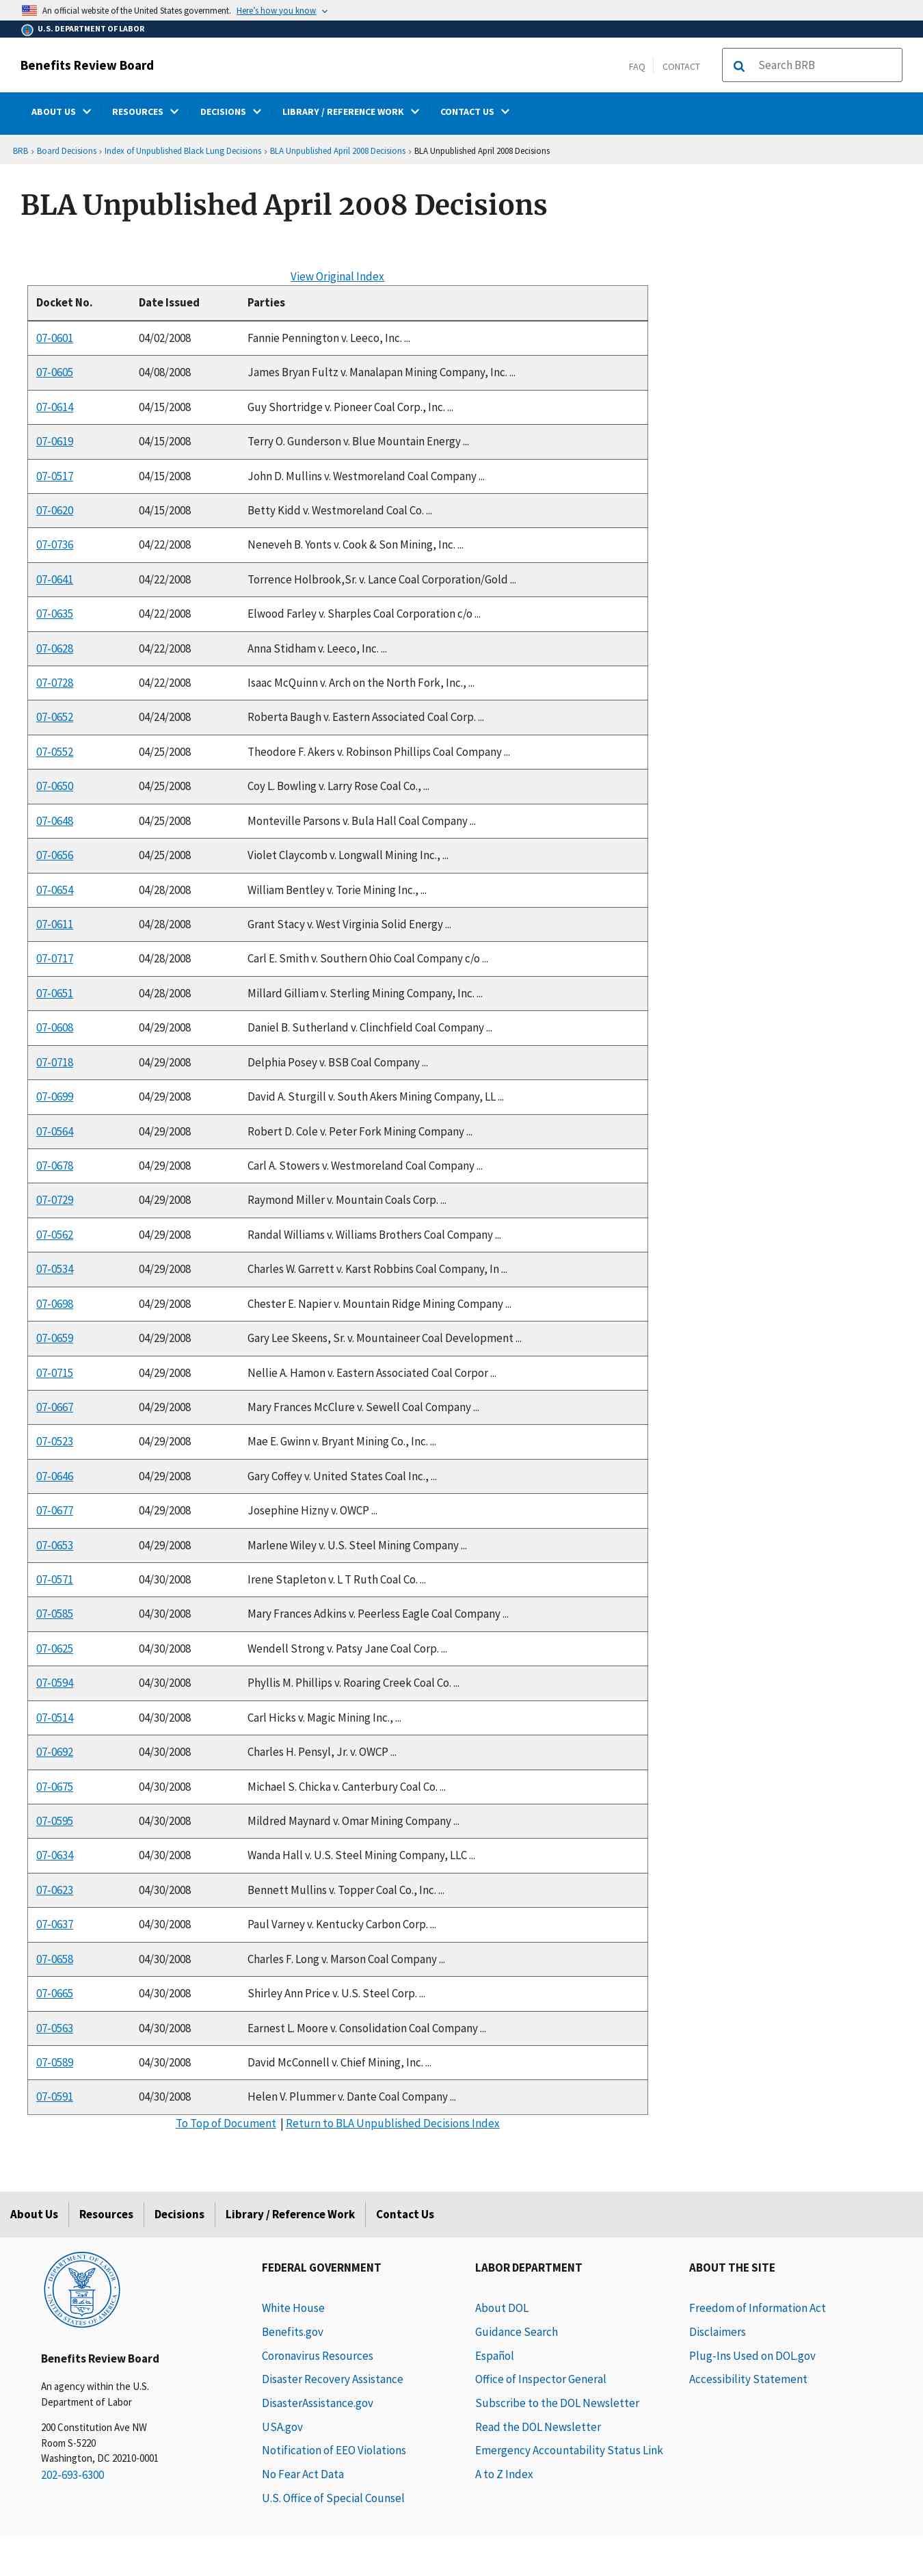 An official website of the United States government. Here's how you know
U.S. DEPARTMENT OF LABOR
Benefits Review Board
FAQ
CONTACT
Search BRB
ABOUT US
RESOURCES
DECISIONS
LIBRARY / REFERENCE WORK
CONTACT US
BRB › Board Decisions › Index of Unpublished Black Lung Decisions › BLA Unpublished April 2008 Decisions › BLA Unpublished April 2008 Decisions
BLA Unpublished April 2008 Decisions
View Original Index
Docket No. Date Issued Parties
07-0601 04/02/2008 Fannie Pennington v. Leeco, Inc. ...
07-0605 04/08/2008 James Bryan Fultz v. Manalapan Mining Company, Inc. ...
07-0614 04/15/2008 Guy Shortridge v. Pioneer Coal Corp., Inc. ...
07-0619 04/15/2008 Terry O. Gunderson v. Blue Mountain Energy ...
07-0517 04/15/2008 John D. Mullins v. Westmoreland Coal Company ...
07-0620 04/15/2008 Betty Kidd v. Westmoreland Coal Co. ...
07-0736 04/22/2008 Neneveh B. Yonts v. Cook & Son Mining, Inc. ...
07-0641 04/22/2008 Torrence Holbrook,Sr. v. Lance Coal Corporation/Gold ...
07-0635 04/22/2008 Elwood Farley v. Sharples Coal Corporation c/o ...
07-0628 04/22/2008 Anna Stidham v. Leeco, Inc. ...
07-0728 04/22/2008 Isaac McQuinn v. Arch on the North Fork, Inc., ...
07-0652 04/24/2008 Roberta Baugh v. Eastern Associated Coal Corp. ...
07-0552 04/25/2008 Theodore F. Akers v. Robinson Phillips Coal Company ...
07-0650 04/25/2008 Coy L. Bowling v. Larry Rose Coal Co., ...
07-0648 04/25/2008 Monteville Parsons v. Bula Hall Coal Company ...
07-0656 04/25/2008 Violet Claycomb v. Longwall Mining Inc., ...
07-0654 04/28/2008 William Bentley v. Torie Mining Inc., ...
07-0611 04/28/2008 Grant Stacy v. West Virginia Solid Energy ...
07-0717 04/28/2008 Carl E. Smith v. Southern Ohio Coal Company c/o ...
07-0651 04/28/2008 Millard Gilliam v. Sterling Mining Company, Inc. ...
07-0608 04/29/2008 Daniel B. Sutherland v. Clinchfield Coal Company ...
07-0718 04/29/2008 Delphia Posey v. BSB Coal Company ...
07-0699 04/29/2008 David A. Sturgill v. South Akers Mining Company, LL ...
07-0564 04/29/2008 Robert D. Cole v. Peter Fork Mining Company ...
07-0678 04/29/2008 Carl A. Stowers v. Westmoreland Coal Company ...
07-0729 04/29/2008 Raymond Miller v. Mountain Coals Corp. ...
07-0562 04/29/2008 Randal Williams v. Williams Brothers Coal Company ...
07-0534 04/29/2008 Charles W. Garrett v. Karst Robbins Coal Company, In ...
07-0698 04/29/2008 Chester E. Napier v. Mountain Ridge Mining Company ...
07-0659 04/29/2008 Gary Lee Skeens, Sr. v. Mountaineer Coal Development ...
07-0715 04/29/2008 Nellie A. Hamon v. Eastern Associated Coal Corpor ...
07-0667 04/29/2008 Mary Frances McClure v. Sewell Coal Company ...
07-0523 04/29/2008 Mae E. Gwinn v. Bryant Mining Co., Inc. ...
07-0646 04/29/2008 Gary Coffey v. United States Coal Inc., ...
07-0677 04/29/2008 Josephine Hizny v. OWCP ...
07-0653 04/29/2008 Marlene Wiley v. U.S. Steel Mining Company ...
07-0571 04/30/2008 Irene Stapleton v. L T Ruth Coal Co. ...
07-0585 04/30/2008 Mary Frances Adkins v. Peerless Eagle Coal Company ...
07-0625 04/30/2008 Wendell Strong v. Patsy Jane Coal Corp. ...
07-0594 04/30/2008 Phyllis M. Phillips v. Roaring Creek Coal Co. ...
07-0514 04/30/2008 Carl Hicks v. Magic Mining Inc., ...
07-0692 04/30/2008 Charles H. Pensyl, Jr. v. OWCP ...
07-0675 04/30/2008 Michael S. Chicka v. Canterbury Coal Co. ...
07-0595 04/30/2008 Mildred Maynard v. Omar Mining Company ...
07-0634 04/30/2008 Wanda Hall v. U.S. Steel Mining Company, LLC ...
07-0623 04/30/2008 Bennett Mullins v. Topper Coal Co., Inc. ...
07-0637 04/30/2008 Paul Varney v. Kentucky Carbon Corp. ...
07-0658 04/30/2008 Charles F. Long v. Marson Coal Company ...
07-0665 04/30/2008 Shirley Ann Price v. U.S. Steel Corp. ...
07-0563 04/30/2008 Earnest L. Moore v. Consolidation Coal Company ...
07-0589 04/30/2008 David McConnell v. Chief Mining, Inc. ...
07-0591 04/30/2008 Helen V. Plummer v. Dante Coal Company ...
To Top of Document | Return to BLA Unpublished Decisions Index
About Us
Resources
Decisions
Library / Reference Work
Contact Us
DEPARTMENT OF LABOR
UNITED STATES OF AMERICA
Benefits Review Board
An agency within the U.S.
Department of Labor
200 Constitution Ave NW
Room S-5220
Washington, DC 20210-0001
202-693-6300
FEDERAL GOVERNMENT
White House
Benefits.gov
Coronavirus Resources
Disaster Recovery Assistance
DisasterAssistance.gov
USA.gov
Notification of EEO Violations
No Fear Act Data
U.S. Office of Special Counsel
LABOR DEPARTMENT
About DOL
Guidance Search
Español
Office of Inspector General
Subscribe to the DOL Newsletter
Read the DOL Newsletter
Emergency Accountability Status Link
A to Z Index
ABOUT THE SITE
Freedom of Information Act
Disclaimers
Plug-Ins Used on DOL.gov
Accessibility Statement